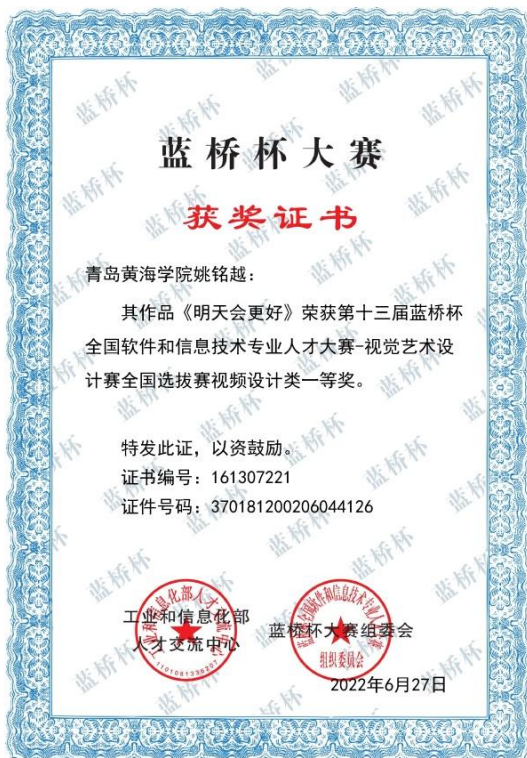 蓝桥杯大赛
获奖证书
青岛黄海学院姚铭越：
其作品《明天会更好》荣获第十三届蓝桥杯
全国软件和信息技术专业人才大赛-视觉艺术设
计赛全国选拔赛视频设计类一等奖。
特发此证，以资鼓励。
证书编号：161307221
证件号码：370181200206044126
工业和信息化部
人才交流中心
蓝桥杯大赛组委会
组织委员会
2022年6月27日